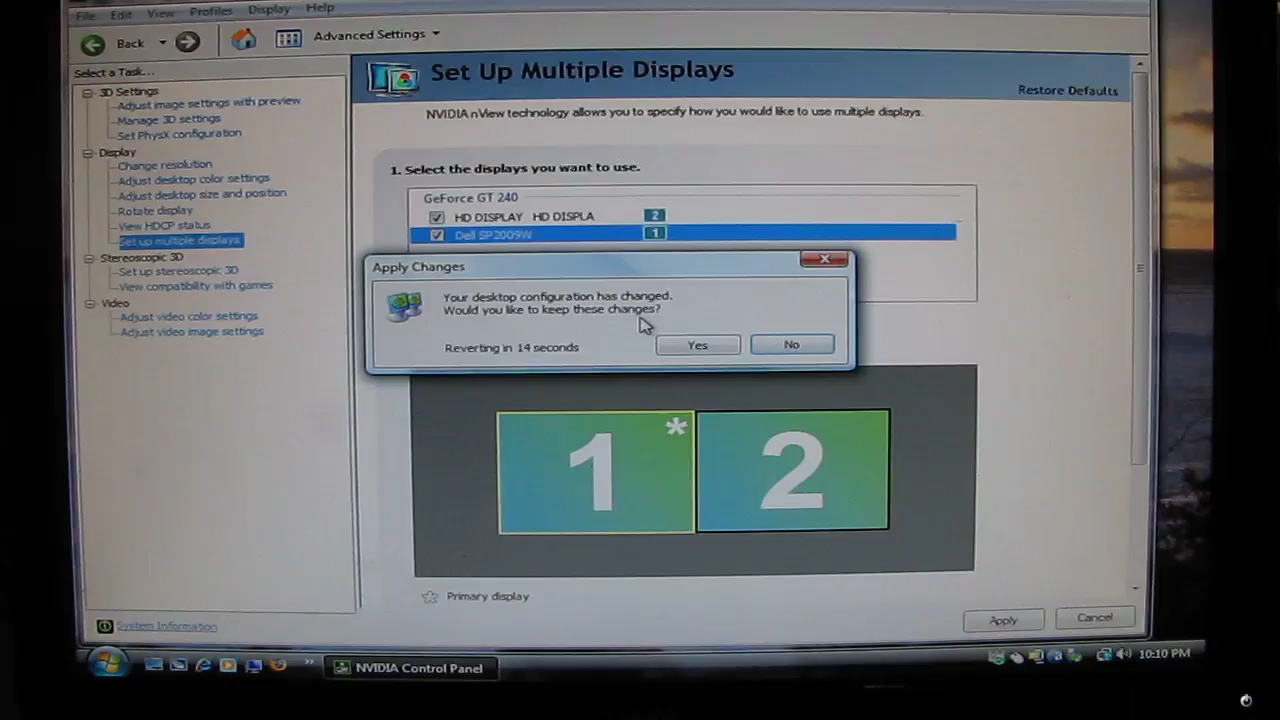 File Edit View Profiles Display Help
Back Advanced Settings
Select a Task...
3D Settings
Adjust image settings with preview
Manage 3D settings
Set PhysX configuration
Display
Change resolution
Adjust desktop color settings
Adjust desktop size and position
Rotate display
View HDCP status
Set up multiple displays
Stereoscopic 3D
Set up stereoscopic 3D
View compatibility with games
Video
Adjust video color settings
Adjust video image settings
System Information
Set Up Multiple Displays
Restore Defaults
NVIDIA nView technology allows you to specify how you would like to use multiple displays.
1. Select the displays you want to use.
GeForce GT 240
HD DISPLAY HD DISPLA 2
Dell SP2009W 1
Apply Changes
Your desktop configuration has changed.
Would you like to keep these changes?
Reverting in 14 seconds Yes No
1 * 2
Primary display
Apply Cancel
NVIDIA Control Panel 10:10 PM